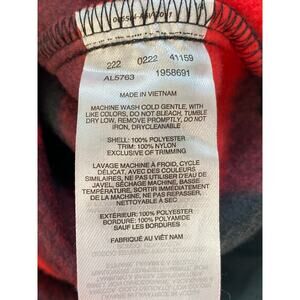 222 0222 41159
AL5763 1958691
MADE IN VIETNAM
MACHINE WASH COLD GENTLE, WITH
LIKE COLORS, DO NOT BLEACH, TUMBLE
DRY LOW, REMOVE PROMPTLY, DO NOT
IRON, DRYCLEANABLE
SHELL: 100% POLYESTER
TRIM: 100% NYLON
EXCLUSIVE OF TRIMMING
LAVAGE MACHINE A FROID, CYCLE
DÉLICAT, AVEC DES COULEURS
SIMILAIRES, NE PAS UTILISER D'EAU DE
JAVEL, SÉCHAGE MACHINE, BASSE
TEMPÉRATURE, SORTIR IMMÉDIATEMENT
DE LA MACHINE, NE PAS REPASSER,
NETTOYABLE À SEC
EXTÉRIEUR: 100% POLYESTER
BORDURE: 100% POLYAMIDE
SAUF LES BORDURES
FABRIQUÉ AU VIÊT NAM